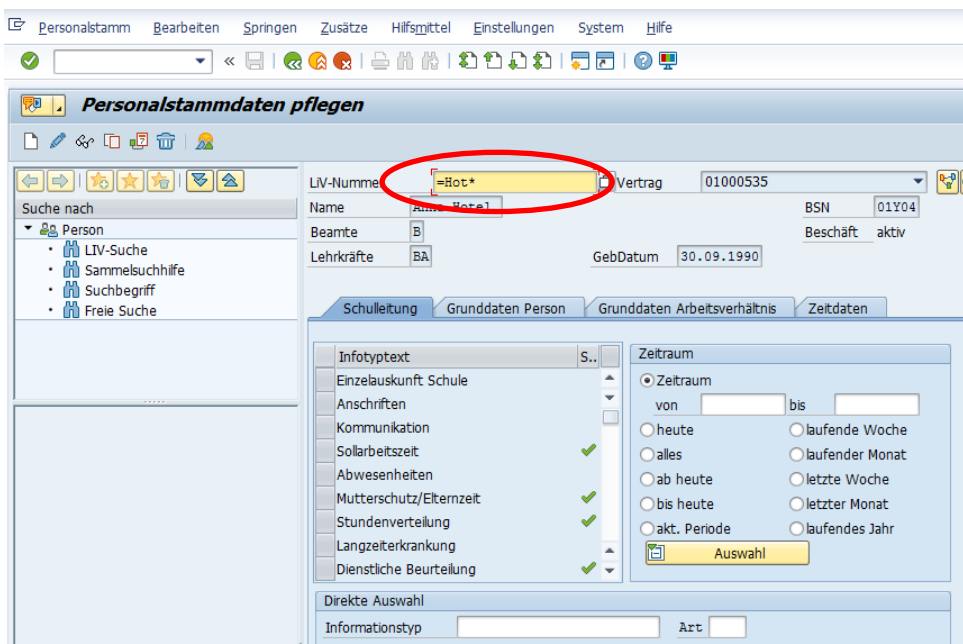 Personalstamm Bearbeiten Springen Zusätze Hilfsmittel Einstellungen System Hilfe
Personalstammdaten pflegen
Suche nach
Person
LIV-Suche
Sammelsuchhilfe
Suchbegriff
Freie Suche
LiV-Nummer =Hot* Vertrag 01000535
Name Anna Hotel BSN 01Y04
Beamte B Beschäft aktiv
Lehrkräfte BA GebDatum 30.09.1990
Schulleitung Grunddaten Person Grunddaten Arbeitsverhältnis Zeitdaten
Infotyptext S..
Einzelauskunft Schule
Anschriften
Kommunikation
Sollarbeitszeit
Abwesenheiten
Mutterschutz/Elternzeit
Stundenverteilung
Langzeiterkrankung
Dienstliche Beurteilung
Zeitraum
Zeitraum
von bis
heute laufende Woche
alles laufender Monat
ab heute letzte Woche
bis heute letzter Monat
akt. Periode laufendes Jahr
Auswahl
Direkte Auswahl
Informationstyp Art